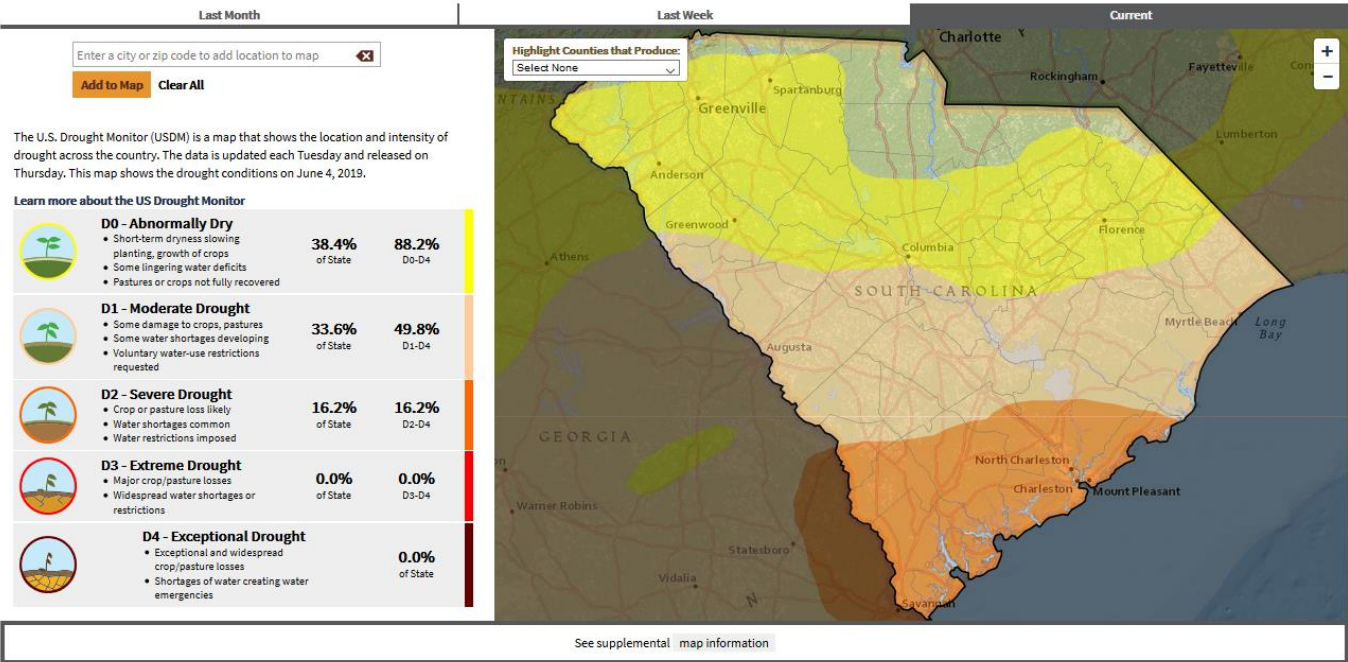 Last Month
Last Week
Current
Enter a city or zip code to add location to map
Add to Map Clear All
The U.S. Drought Monitor (USDM) is a map that shows the location and intensity of
drought across the country. The data is updated each Tuesday and released on
Thursday. This map shows the drought conditions on June 4, 2019.
Learn more about the US Drought Monitor
D0 - Abnormally Dry
• Short-term dryness slowing
planting, growth of crops
• Some lingering water deficits
• Pastures or crops not fully recovered
38.4%
of State
88.2%
D0-D4
D1 - Moderate Drought
• Some damage to crops, pastures
• Some water shortages developing
• Voluntary water-use restrictions
requested
33.6%
of State
49.8%
D1-D4
D2 - Severe Drought
• Crop or pasture loss likely
• Water shortages common
• Water restrictions imposed
16.2%
of State
16.2%
D2-D4
D3 - Extreme Drought
• Major crop/pasture losses
• Widespread water shortages or
restrictions
0.0%
of State
0.0%
D3-D4
D4 - Exceptional Drought
• Exceptional and widespread
crop/pasture losses
• Shortages of water creating water
emergencies
0.0%
of State
Highlight Counties that Produce:
Select None
+
−
Charlotte
Rockingham
Fayetteville
Con
NTAINS
Spartanburg
Greenville
Lumberton
Anderson
Greenwood
Florence
Columbia
Athens
SOUTH CAROLINA
Myrtle Beach
Long
Bay
Augusta
GEORGIA
North Charleston
on
Charleston
Mount Pleasant
Warner Robins
Statesboro
Vidalia
N
Savannah
See supplemental map information